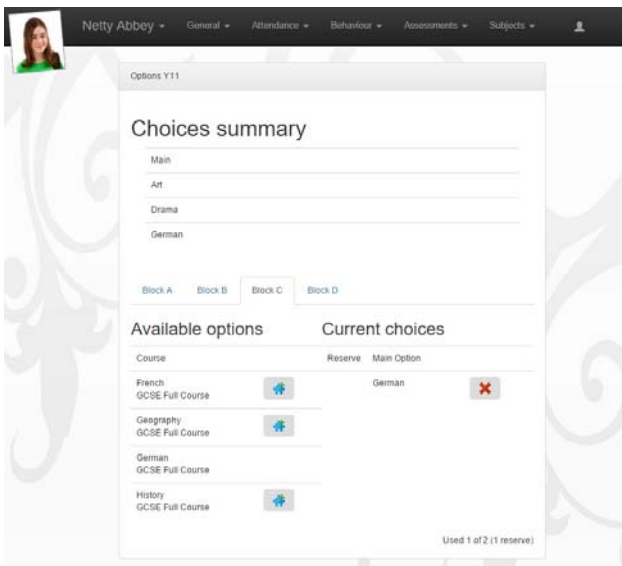 Netty Abbey General Attendance Behaviour Assessments Subjects
Options Y11
Choices summary
Main
Art
Drama
German
Block A Block B Block C Block D
Available options
Course
French
GCSE Full Course
Geography
GCSE Full Course
German
GCSE Full Course
History
GCSE Full Course
Current choices
Reserve Main Option
German
Used 1 of 2 (1 reserve)